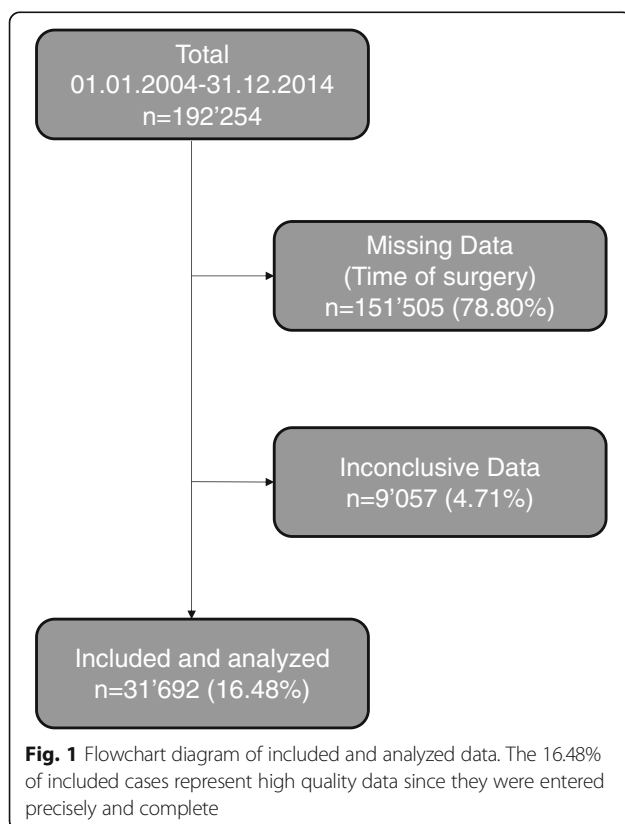 Total
01.01.2004-31.12.2014
n=192’254
Missing Data
(Time of surgery)
n=151’505 (78.80%)
Inconclusive Data
n=9’057 (4.71%)
Included and analyzed
n=31’692 (16.48%)
Fig. 1 Flowchart diagram of included and analyzed data. The 16.48%
of included cases represent high quality data since they were entered
precisely and complete